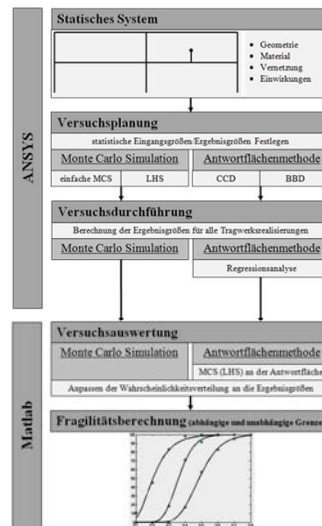 Statisches System
Geometrie
Material
Vernetzung
Einwirkungen
ANSYS
Versuchsplanung
statistische Eingangsgrößen/Ergebnisgrößen Festlegen
Monte Carlo Simulation Antwortflächenmethode
einfache MCS LHS CCD BBD
Versuchsdurchführung
Berechnung der Ergebnisgrößen für alle Tragwerksrealisierungen
Monte Carlo Simulation Antwortflächenmethode
Regressionsanalyse
Matlab
Versuchsauswertung
Monte Carlo Simulation Antwortflächenmethode
MCS (LHS) an der Antwortfläche
Anpassen der Wahrscheinlichkeitsverteilung an die Ergebnisgrößen
Fragilitätsberechnung (abhängige und unabhängige Grenze